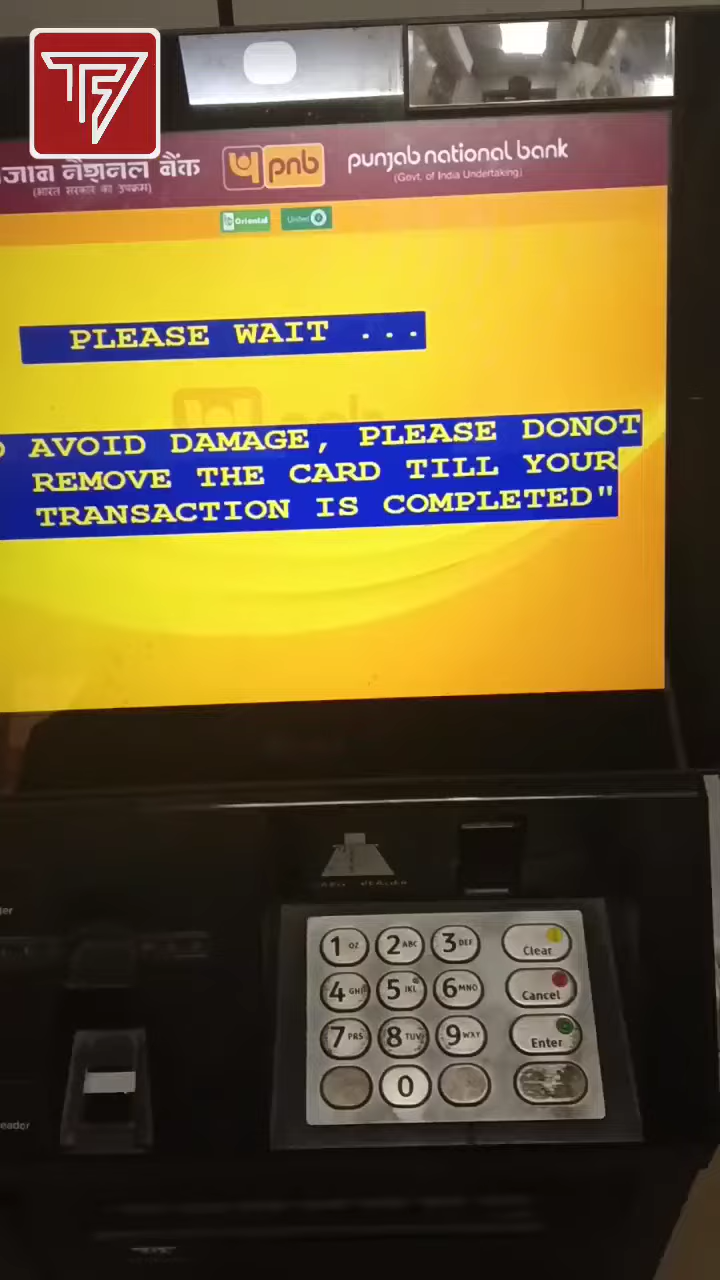 नैशनल बैंक
(भारत सरकार का उपक्रम)
pnb
punjab national bank
(Govt. of India Undertaking)
Oriental
United
PLEASE WAIT ...
AVOID DAMAGE, PLEASE DONOT
REMOVE THE CARD TILL YOUR
TRANSACTION IS COMPLETED"
1 OZ 2 ABC 3 DEF Clear
4 GHI 5 JKL 6 MNO Cancel
7 PRS 8 TUV 9 WXY Enter
0